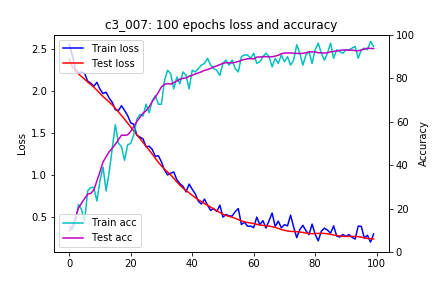 c3_007: 100 epochs loss and accuracy
2.5
2.0
1.5
1.0
0.5
Loss
Train loss
Test loss
Train acc
Test acc
100
80
60
40
20
0
Accuracy
0 20 40 60 80 100